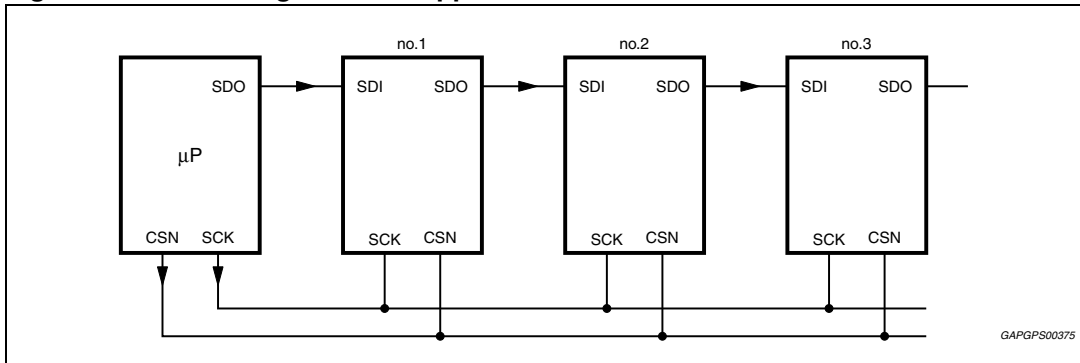 no.1 no.2 no.3
SDO SDI SDO SDI SDO SDI SDO
μP
CSN SCK SCK CSN SCK CSN SCK CSN
GAPGPS00375